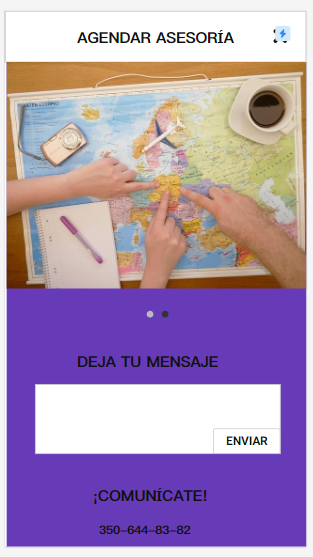 AGENDAR ASESORÍA
DEJA TU MENSAJE
ENVIAR
¡COMUNÍCATE!
350-644-83-82